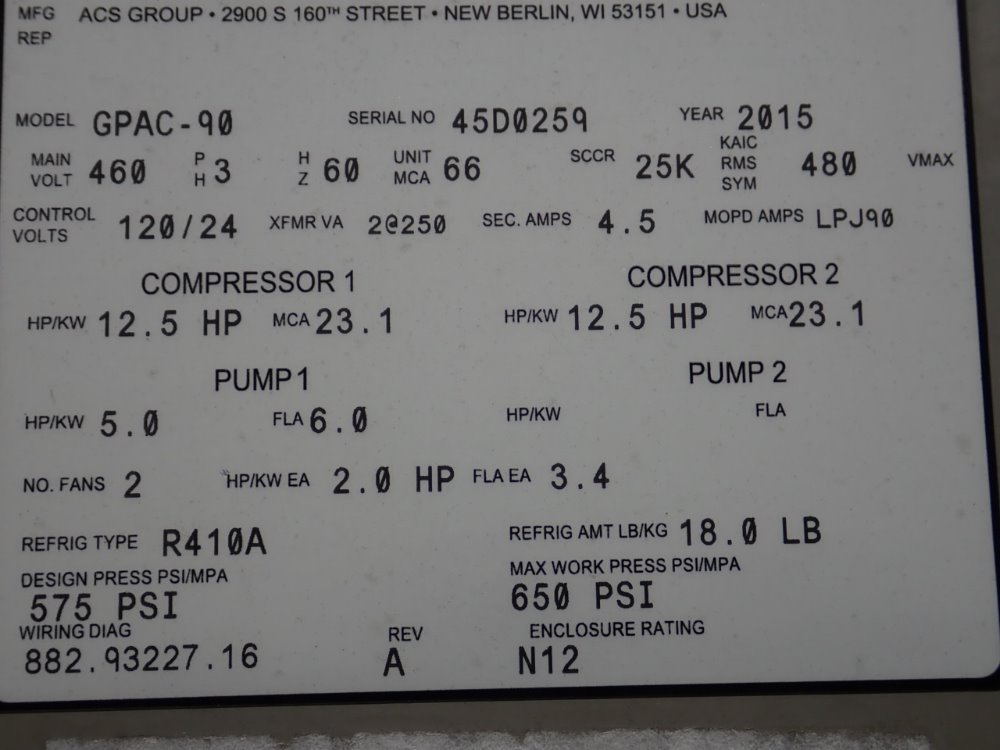 MFG REP ACS GROUP • 2900 S 160TH STREET • NEW BERLIN, WI 53151 • USA
MODEL GPAC-90 SERIAL NO 45D0259 YEAR 2015
MAIN VOLT 460 PH 3 HZ 60 UNIT MCA 66 SCCR 25K KAIC RMS SYM 480 VMAX
CONTROL VOLTS 120/24 XFMR VA 2@250 SEC. AMPS 4.5 MOPD AMPS LPJ90
COMPRESSOR 1 COMPRESSOR 2
HP/KW 12.5 HP MCA 23.1 HP/KW 12.5 HP MCA 23.1
PUMP 1 PUMP 2
HP/KW 5.0 FLA 6.0 HP/KW FLA
NO. FANS 2 HP/KW EA 2.0 HP FLA EA 3.4
REFRIG TYPE R410A REFRIG AMT LB/KG 18.0 LB
DESIGN PRESS PSI/MPA MAX WORK PRESS PSI/MPA
575 PSI 650 PSI
WIRING DIAG REV ENCLOSURE RATING
882.93227.16 A N12